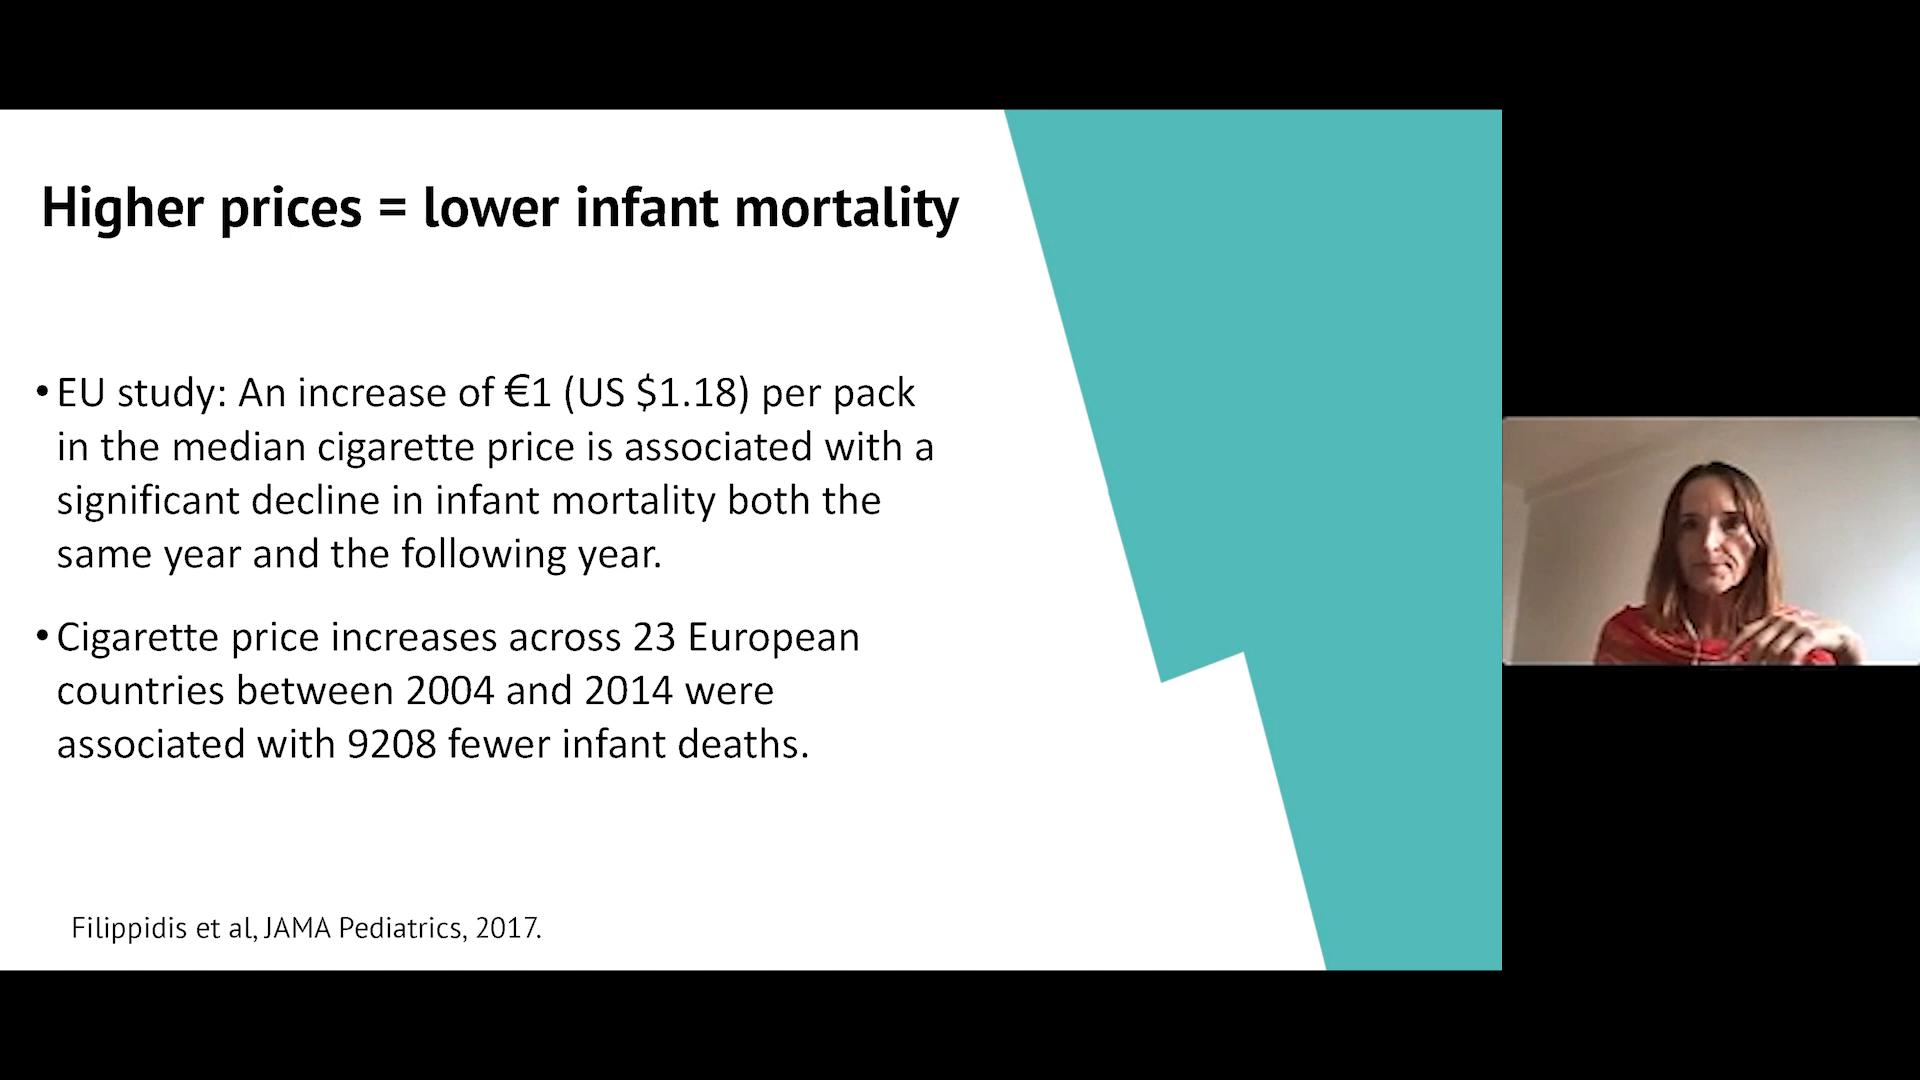 Higher prices = lower infant mortality
• EU study: An increase of €1 (US $1.18) per pack
in the median cigarette price is associated with a
significant decline in infant mortality both the
same year and the following year.
• Cigarette price increases across 23 European
countries between 2004 and 2014 were
associated with 9208 fewer infant deaths.
Filippidis et al, JAMA Pediatrics, 2017.